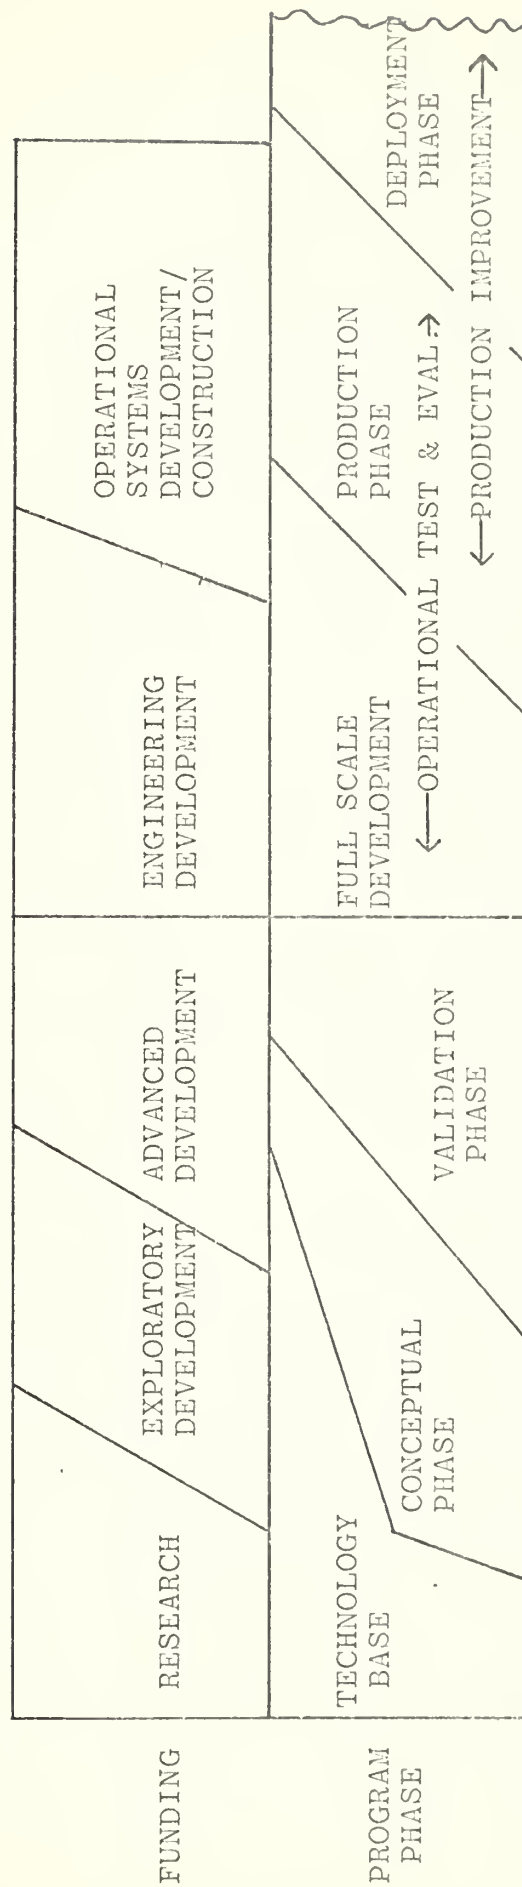 FUNDING
RESEARCH
EXPLORATORY
DEVELOPMENT
ADVANCED
DEVELOPMENT
ENGINEERING
DEVELOPMENT
OPERATIONAL
SYSTEMS
DEVELOPMENT/
CONSTRUCTION
PROGRAM
PHASE
TECHNOLOGY
BASE
CONCEPTUAL
PHASE
VALIDATION
PHASE
FULL SCALE
DEVELOPMENT
PRODUCTION
PHASE
DEPLOYMENT
PHASE
OPERATIONAL TEST & EVAL.
PRODUCTION IMPROVEMENT